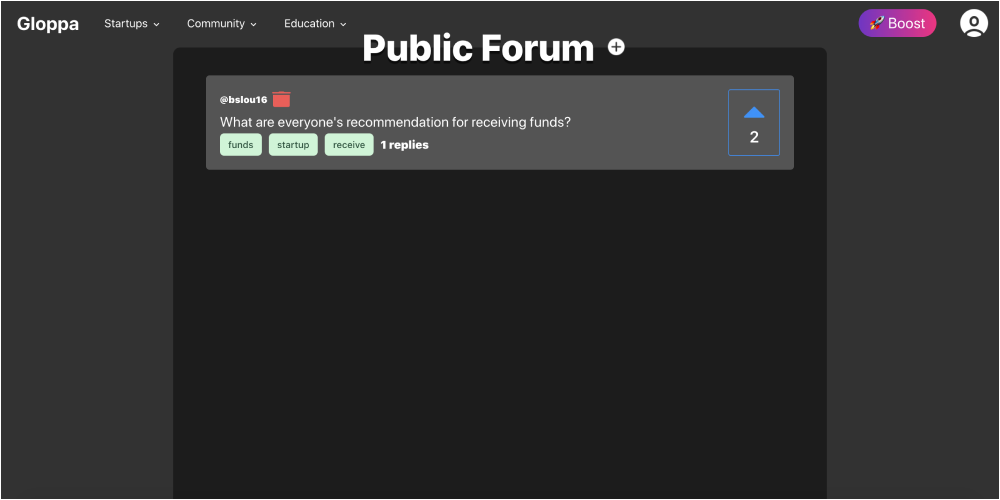 Gloppa Startups Community Education 🚀 Boost
Public Forum
@bslou16
What are everyone's recommendation for receiving funds?
funds startup receive 1 replies
2